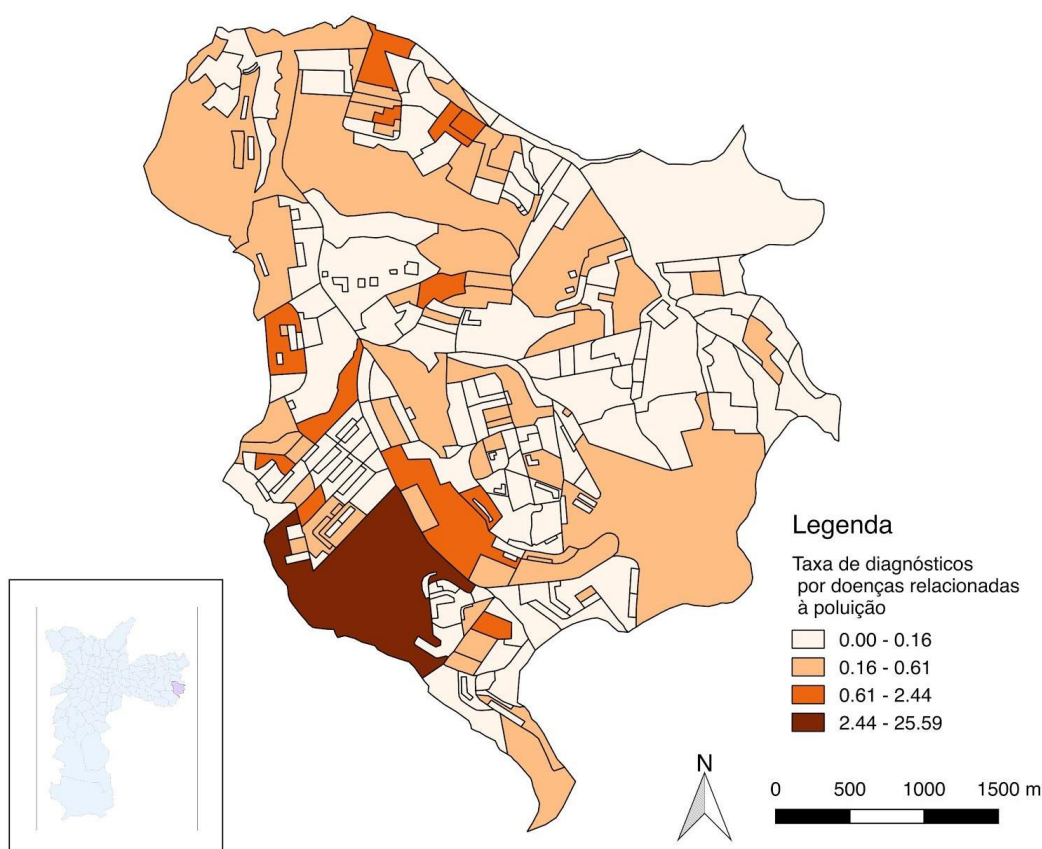 Legenda
Taxa de diagnósticos
por doenças relacionadas
à poluição
0.00 - 0.16
0.16 - 0.61
0.61 - 2.44
2.44 - 25.59
N
0 500 1000 1500 m